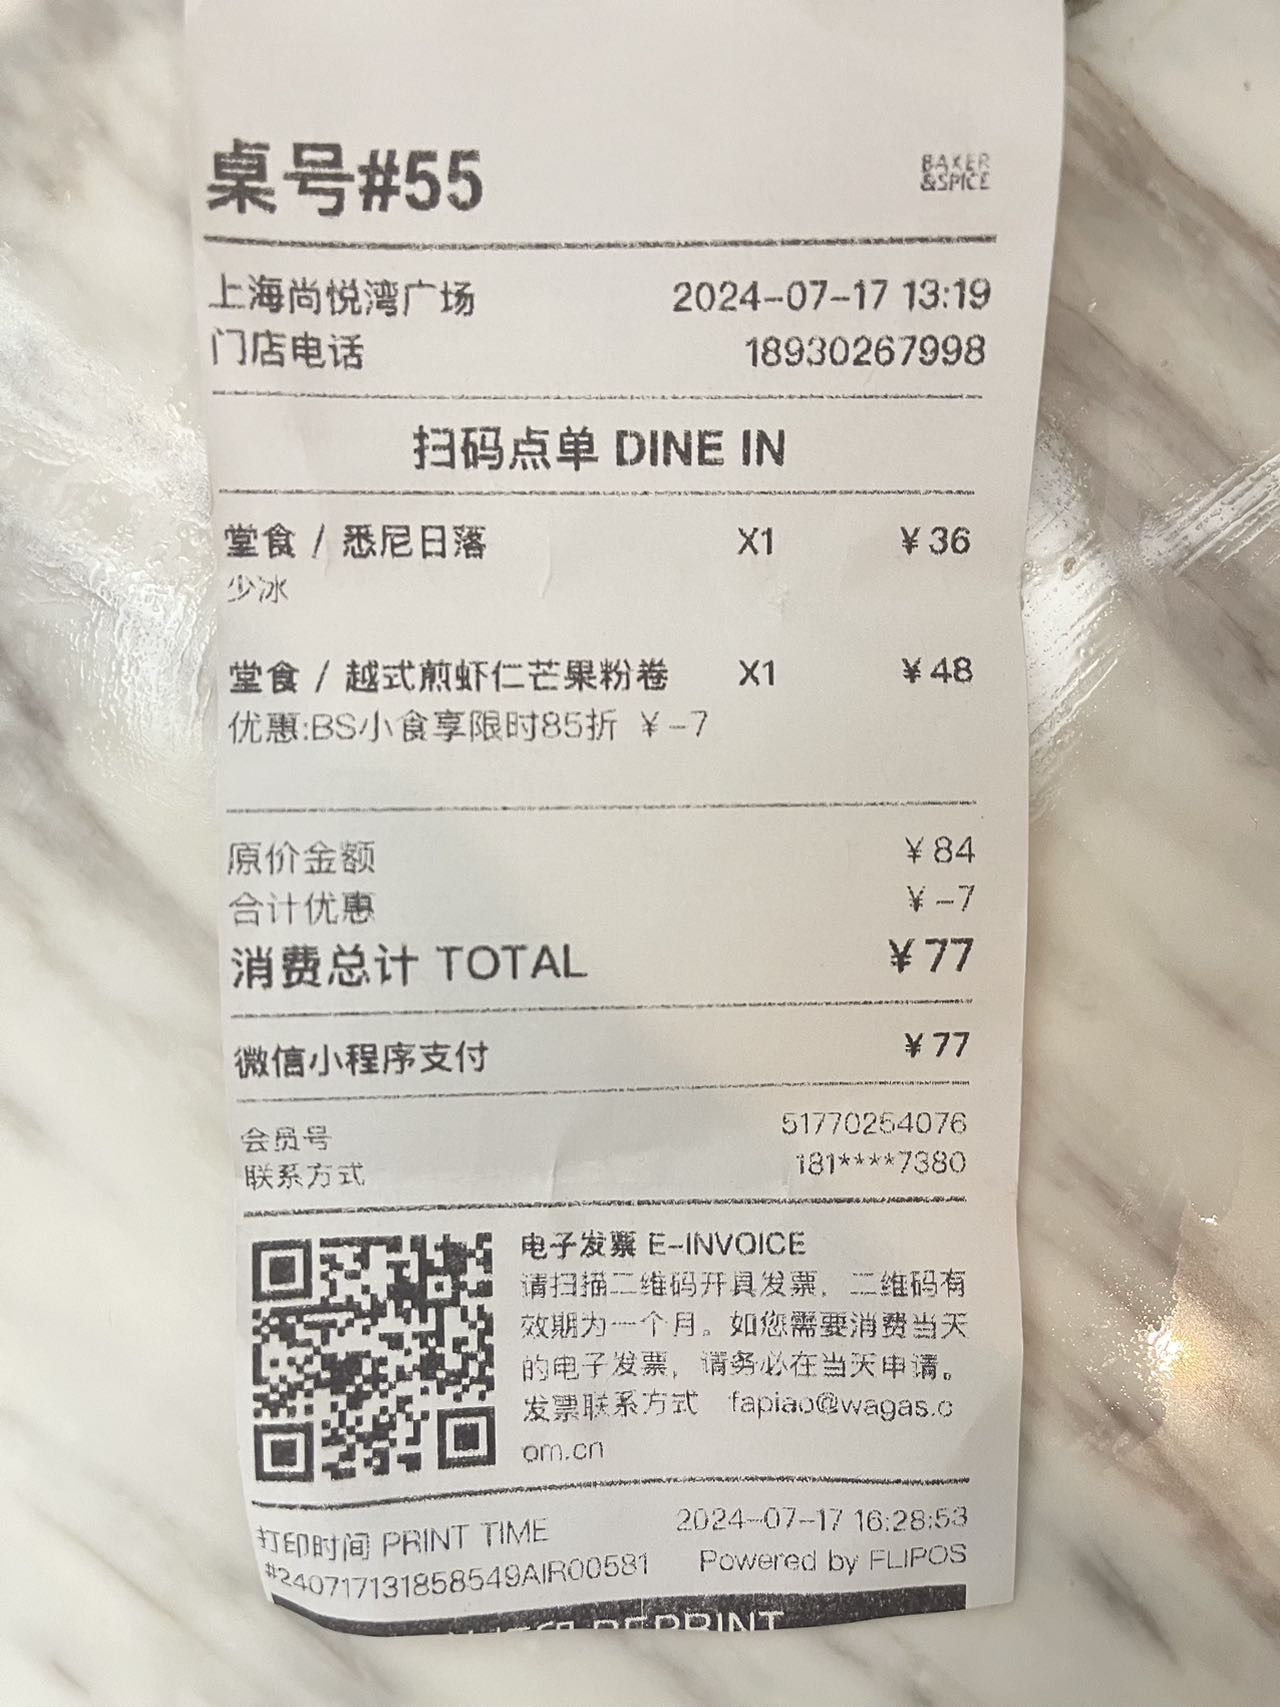 桌号#55
BAKER
&SPICE
上海尚悦湾广场 2024-07-17 13:19
门店电话 18930267998
扫码点单 DINE IN
堂食 / 悉尼日落 X1 ¥36
少冰
堂食 / 越式煎虾仁芒果粉卷 X1 ¥48
优惠:BS小食享限时85折 ¥-7
原价金额 ¥84
合计优惠 ¥-7
消费总计 TOTAL ¥77
微信小程序支付 ¥77
会员号 51770254076
联系方式 181****7380
电子发票 E-INVOICE
请扫描二维码开具发票，二维码有
效期为一个月。如您需要消费当天
的电子发票，请务必在当天申请。
发票联系方式 fapiao@wagas.c
om.cn
打印时间 PRINT TIME 2024-07-17 16:28:53
#240717131858549AIR00581 Powered by FLIPOS
REPRINT